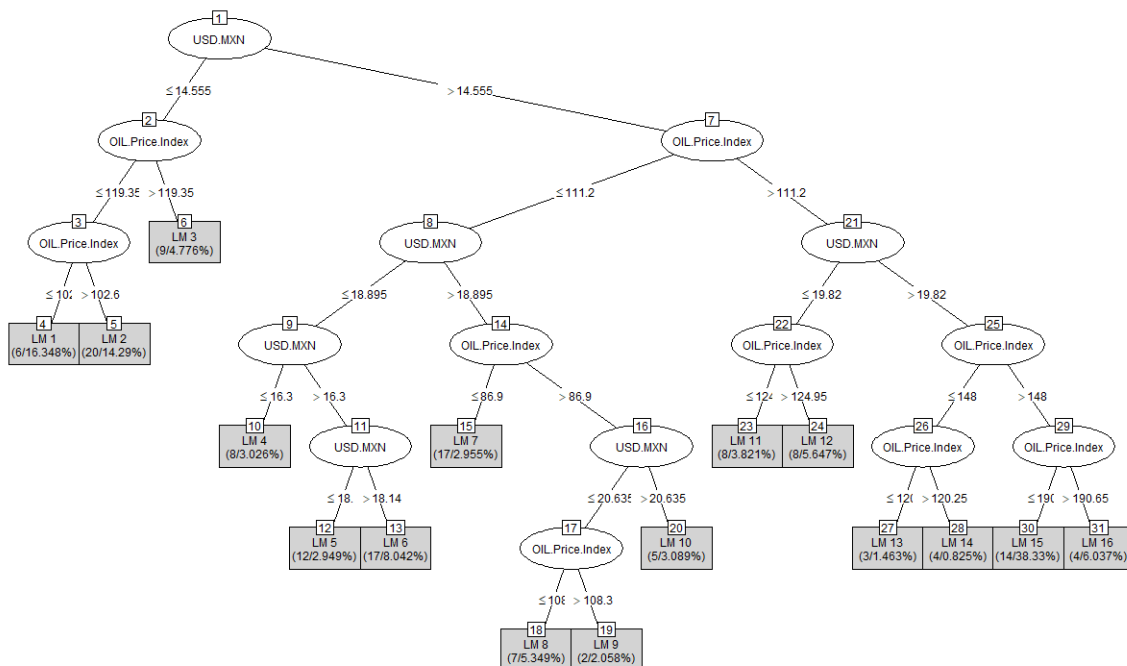 1
USD.MXN
≤ 14.555
> 14.555
2
OIL.Price.Index
7
OIL.Price.Index
≤ 119.35
> 119.35
≤ 111.2
> 111.2
3
OIL.Price.Index
6
LM 3
(9/4.776%)
8
USD.MXN
21
USD.MXN
≤ 102
> 102.6
≤ 18.895
> 18.895
≤ 19.82
> 19.82
4
LM 1
(6/16.348%)
5
LM 2
(20/14.29%)
9
USD.MXN
14
OIL.Price.Index
22
OIL.Price.Index
25
OIL.Price.Index
≤ 16.3
> 16.3
≤ 86.9
> 86.9
≤ 124
> 124.95
≤ 148
> 148
10
LM 4
(8/3.026%)
11
USD.MXN
15
LM 7
(17/2.955%)
16
USD.MXN
23
LM 11
(8/3.821%)
24
LM 12
(8/5.647%)
26
OIL.Price.Index
29
OIL.Price.Index
≤ 18.
> 18.14
≤ 20.635
> 20.635
≤ 120
> 120.25
≤ 190
> 190.65
12
LM 5
(12/2.949%)
13
LM 6
(17/8.042%)
17
OIL.Price.Index
20
LM 10
(5/3.089%)
27
LM 13
(3/1.463%)
28
LM 14
(4/0.825%)
30
LM 15
(14/38.33%)
31
LM 16
(4/6.037%)
≤ 108
> 108.3
18
LM 8
(7/5.349%)
19
LM 9
(2/2.058%)